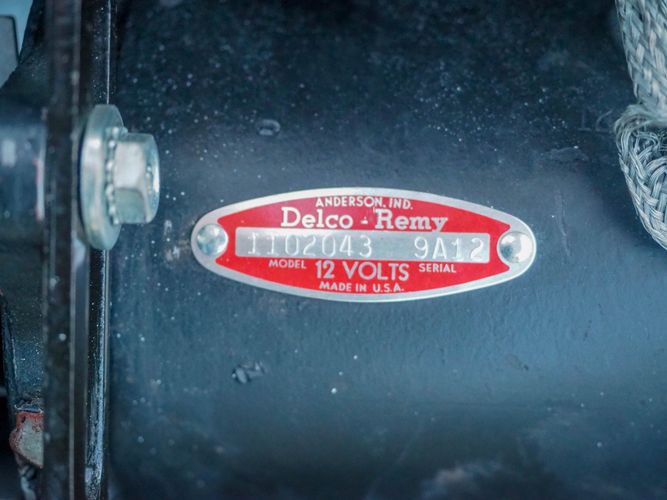 ANDERSON, IND.
Delco-Remy
1102043 9A12
MODEL 12 VOLTS SERIAL
MADE IN U.S.A.